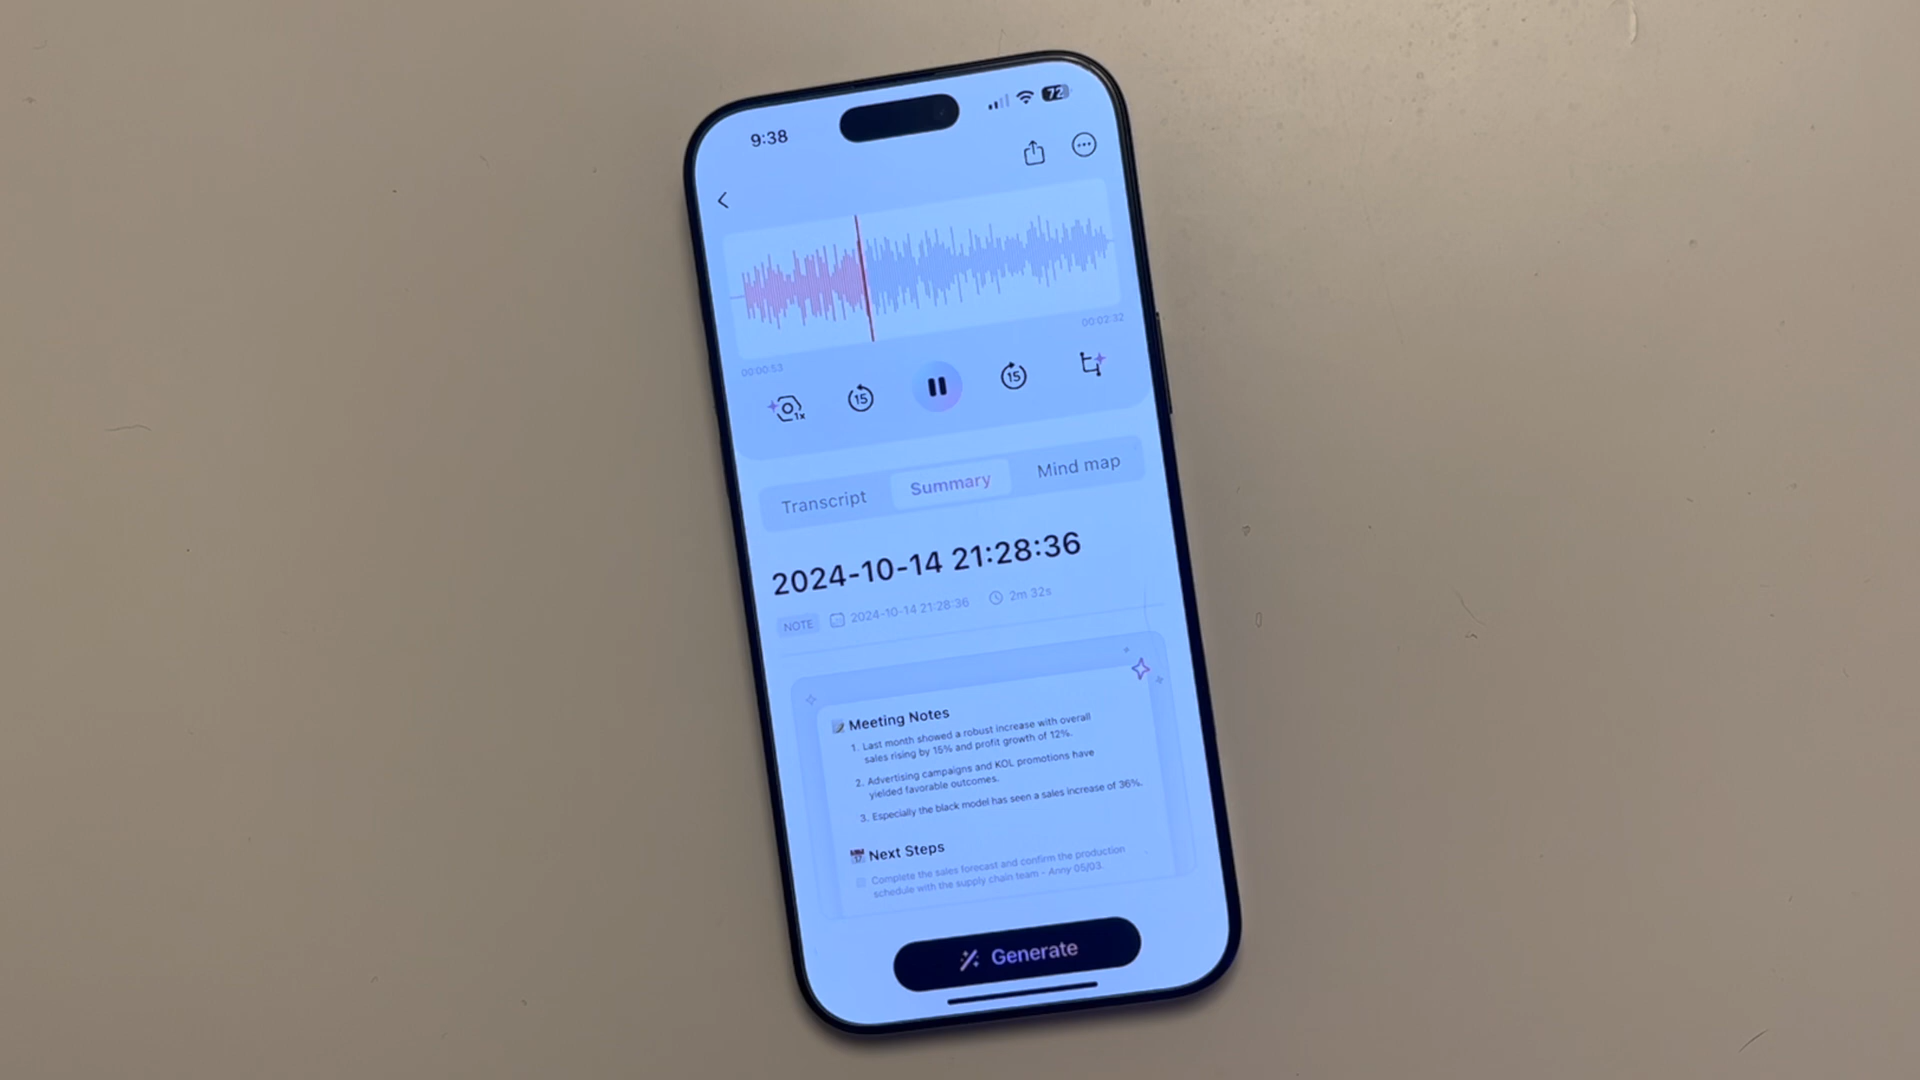 9:38
72
00:00:53
00:02:32
1x
15
15
Transcript Summary Mind map
2024-10-14 21:28:36
NOTE 2024-10-14 21:28:36 2m 32s
Meeting Notes
1. Last month showed a robust increase with overall
sales rising by 15% and profit growth of 12%.
2. Advertising campaigns and KOL promotions have
yielded favorable outcomes.
3. Especially the black model has seen a sales increase of 36%.
Next Steps
Complete the sales forecast and confirm the production
schedule with the supply chain team - Anny 05/03.
Generate